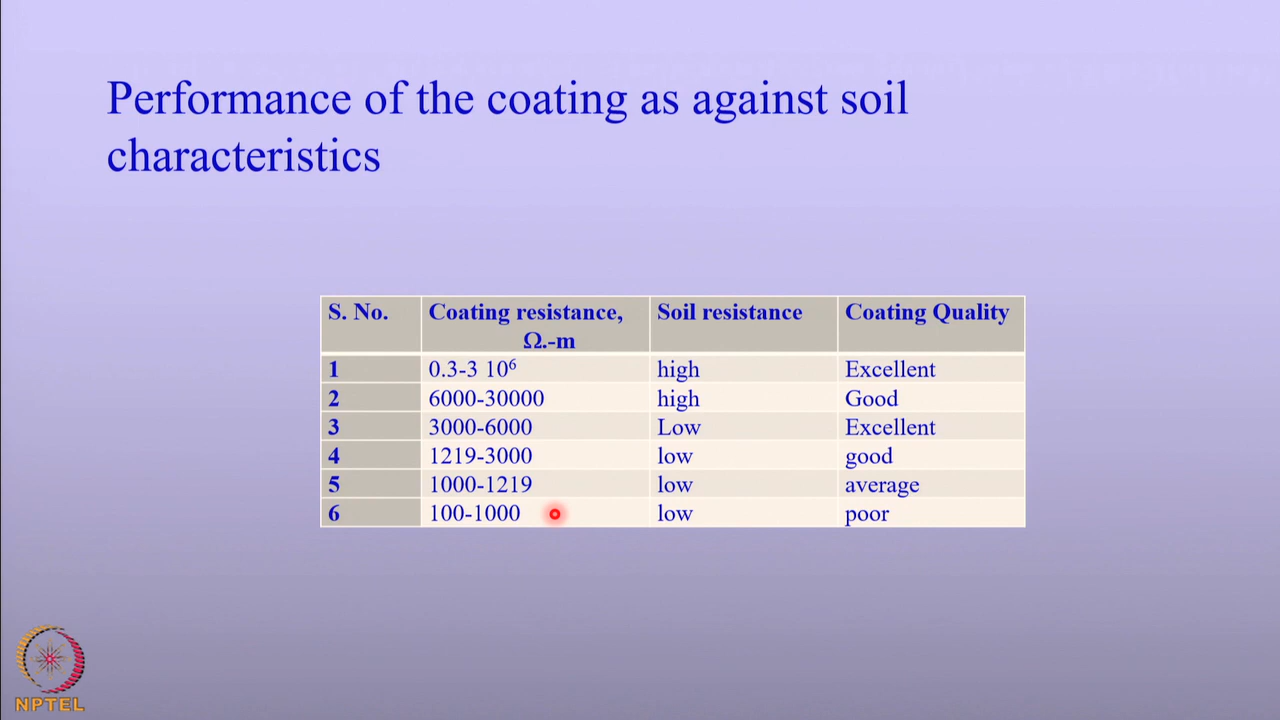 Performance of the coating as against soil
characteristics
S. No. Coating resistance, Soil resistance Coating Quality
Ω.-m
1 0.3-3 10⁶ high Excellent
2 6000-30000 high Good
3 3000-6000 Low Excellent
4 1219-3000 low good
5 1000-1219 low average
6 100-1000 low poor
NPTEL